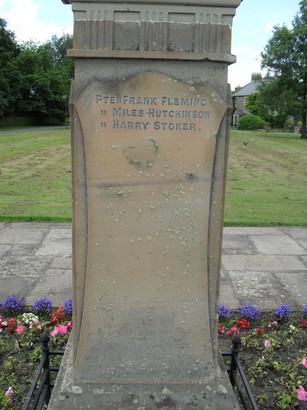 PTE FRANK FLEMING
" MILES HUTCHINSON
" HARRY STOKER.